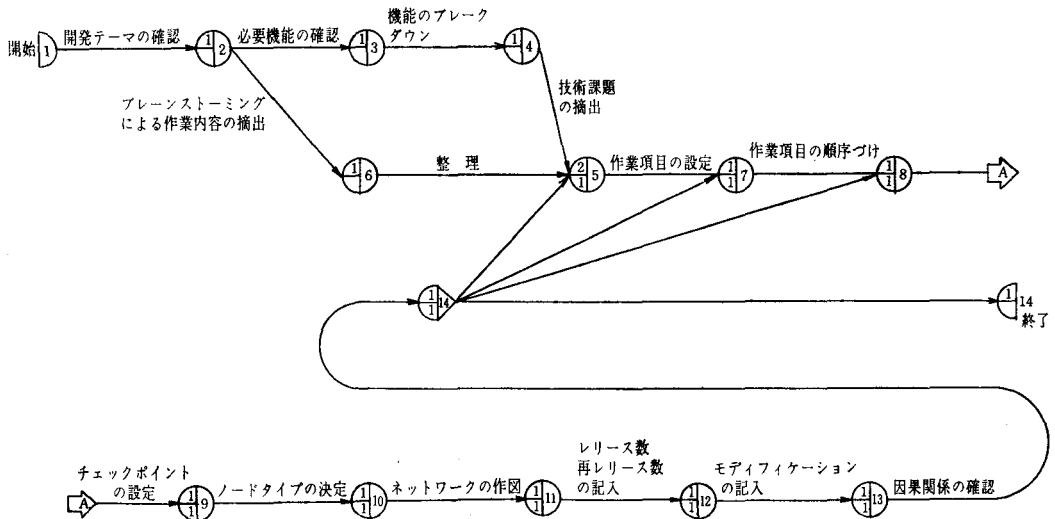 開始
1
開発テーマの確認
1 2
必要機能の確認
1 3
機能のブレーク
ダウン
1 4
ブレーンストーミング
による作業内容の摘出
技術課題
の摘出
1 6
整 理
2 1 5
作業項目の設定
1 1 7
作業項目の順序づけ
1 1 8
A
1 1 14
1 14
終了
A
チェックポイント
の設定
1 1 9
ノードタイプの決定
1 1 10
ネットワークの作図
1 1 11
レリース数
再レリース数
の記入
1 1 12
モディフィケーション
の記入
1 1 13
因果関係の確認